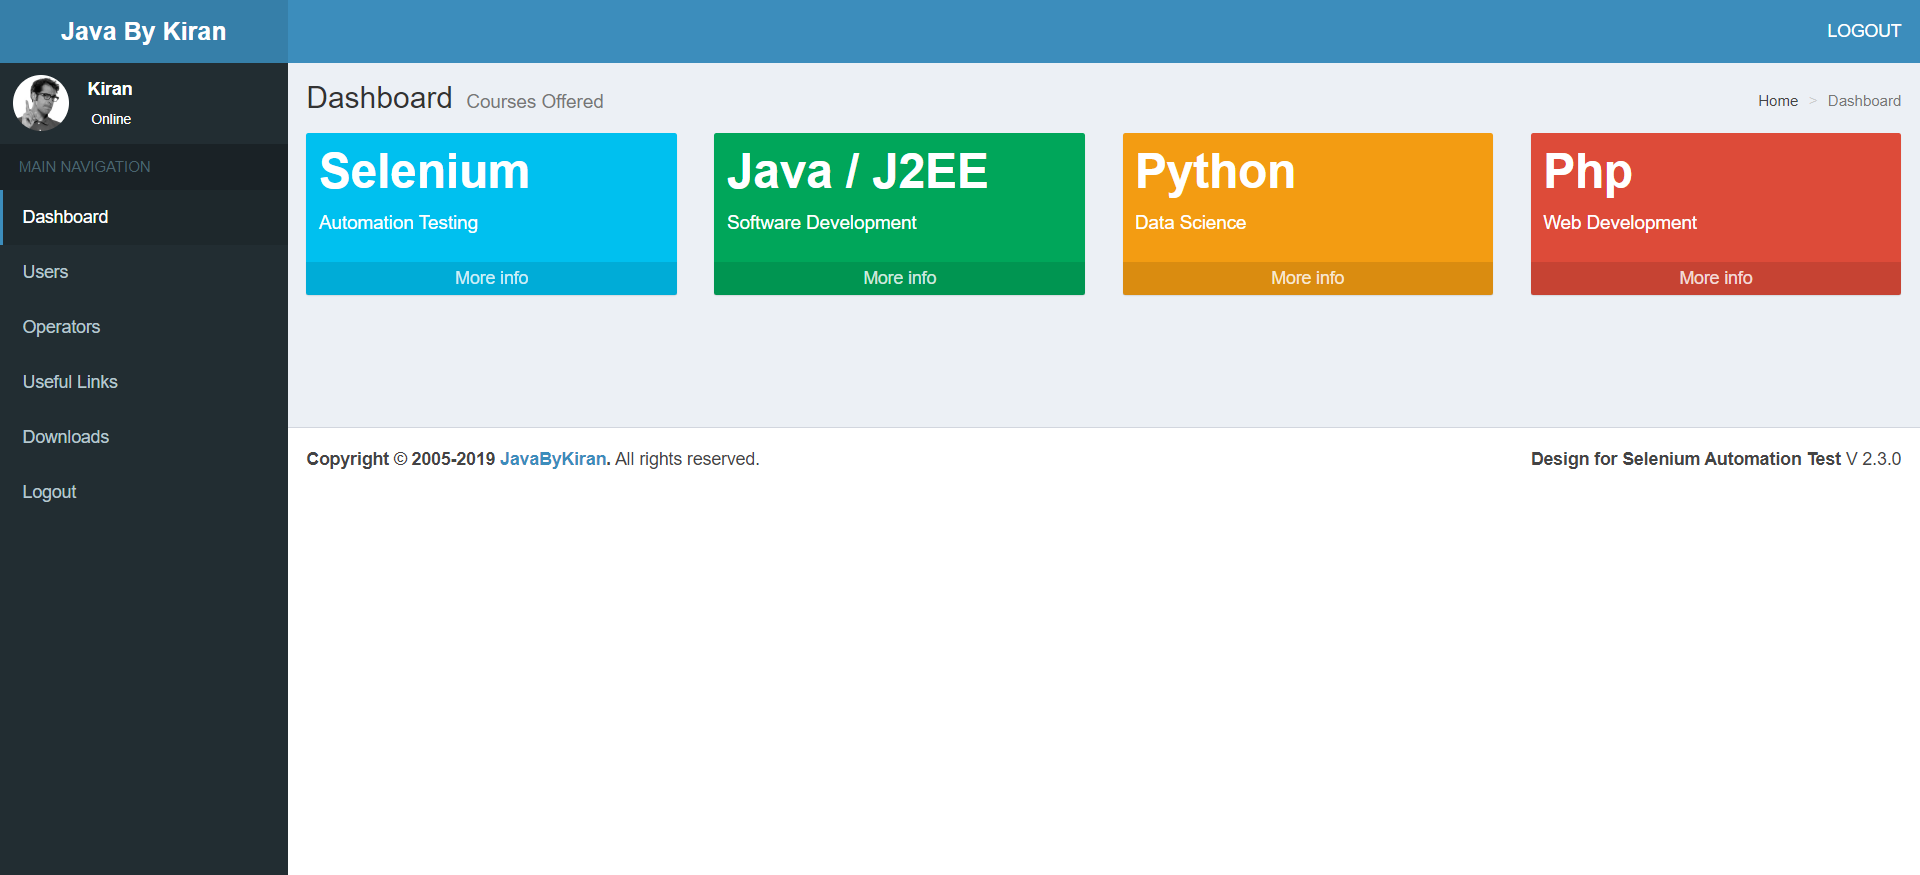 Java By Kiran
LOGOUT
Kiran
Online
MAIN NAVIGATION
Dashboard
Users
Operators
Useful Links
Downloads
Logout
Dashboard Courses Offered
Home > Dashboard
Selenium
Automation Testing
More info
Java / J2EE
Software Development
More info
Python
Data Science
More info
Php
Web Development
More info
Copyright © 2005-2019 JavaByKiran. All rights reserved.
Design for Selenium Automation Test V 2.3.0